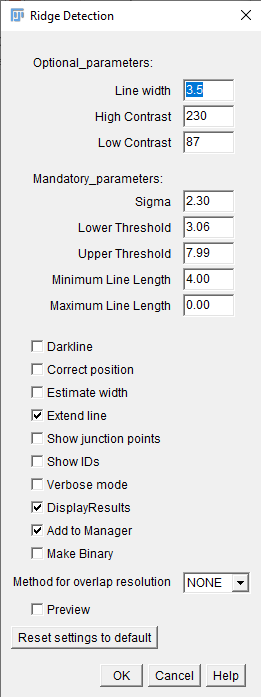 Ridge Detection
Optional_parameters:
Line width 3.5
High Contrast 230
Low Contrast 87
Mandatory_parameters:
Sigma 2.30
Lower Threshold 3.06
Upper Threshold 7.99
Minimum Line Length 4.00
Maximum Line Length 0.00
Darkline
Correct position
Estimate width
Extend line
Show junction points
Show IDs
Verbose mode
DisplayResults
Add to Manager
Make Binary
Method for overlap resolution NONE
Preview
Reset settings to default
OK Cancel Help